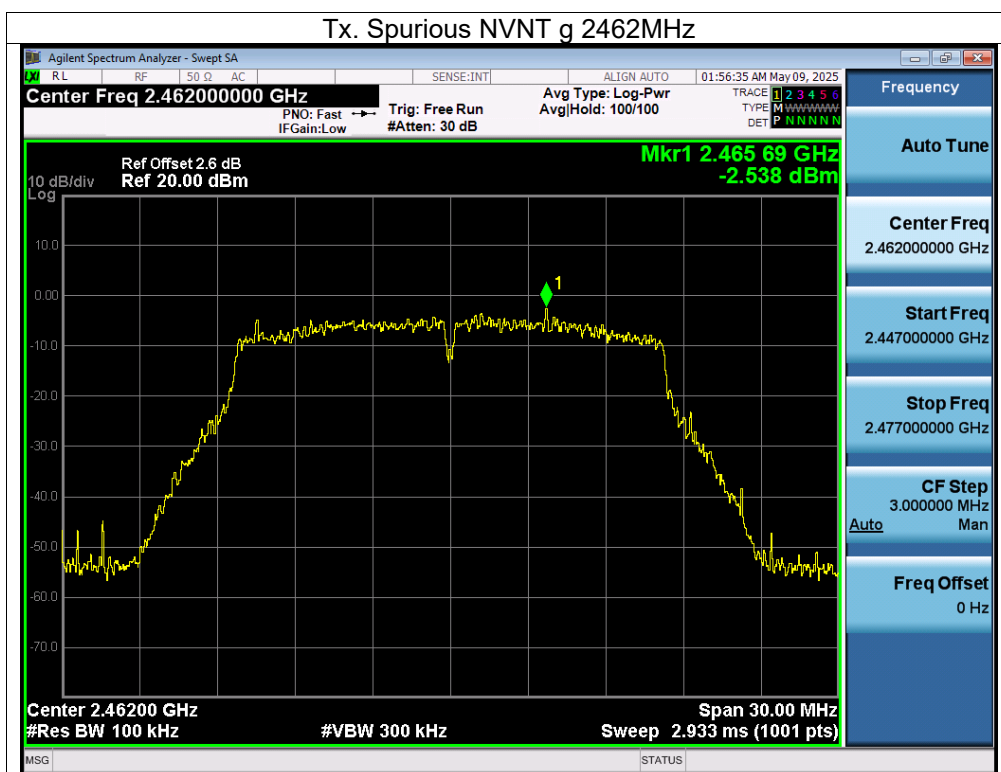 Tx. Spurious NVNT g 2462MHz
Agilent Spectrum Analyzer - Swept SA
LXI RL RF 50 Ω AC SENSE:INT ALIGN AUTO 01:56:35 AM May 09, 2025
Center Freq 2.462000000 GHz
PNO: Fast
IFGain:Low
Trig: Free Run
#Atten: 30 dB
Avg Type: Log-Pwr
Avg|Hold: 100/100
TRACE 1 2 3 4 5 6
TYPE M WWWWW
DET P N N N N N
Mkr1 2.465 69 GHz
-2.538 dBm
Ref Offset 2.6 dB
10 dB/div Ref 20.00 dBm
Log
10.0
0.00
-10.0
-20.0
-30.0
-40.0
-50.0
-60.0
-70.0
1
Center 2.46200 GHz Span 30.00 MHz
#Res BW 100 kHz #VBW 300 kHz Sweep 2.933 ms (1001 pts)
MSG STATUS
Frequency
Auto Tune
Center Freq
2.462000000 GHz
Start Freq
2.447000000 GHz
Stop Freq
2.477000000 GHz
CF Step
3.000000 MHz
Auto Man
Freq Offset
0 Hz